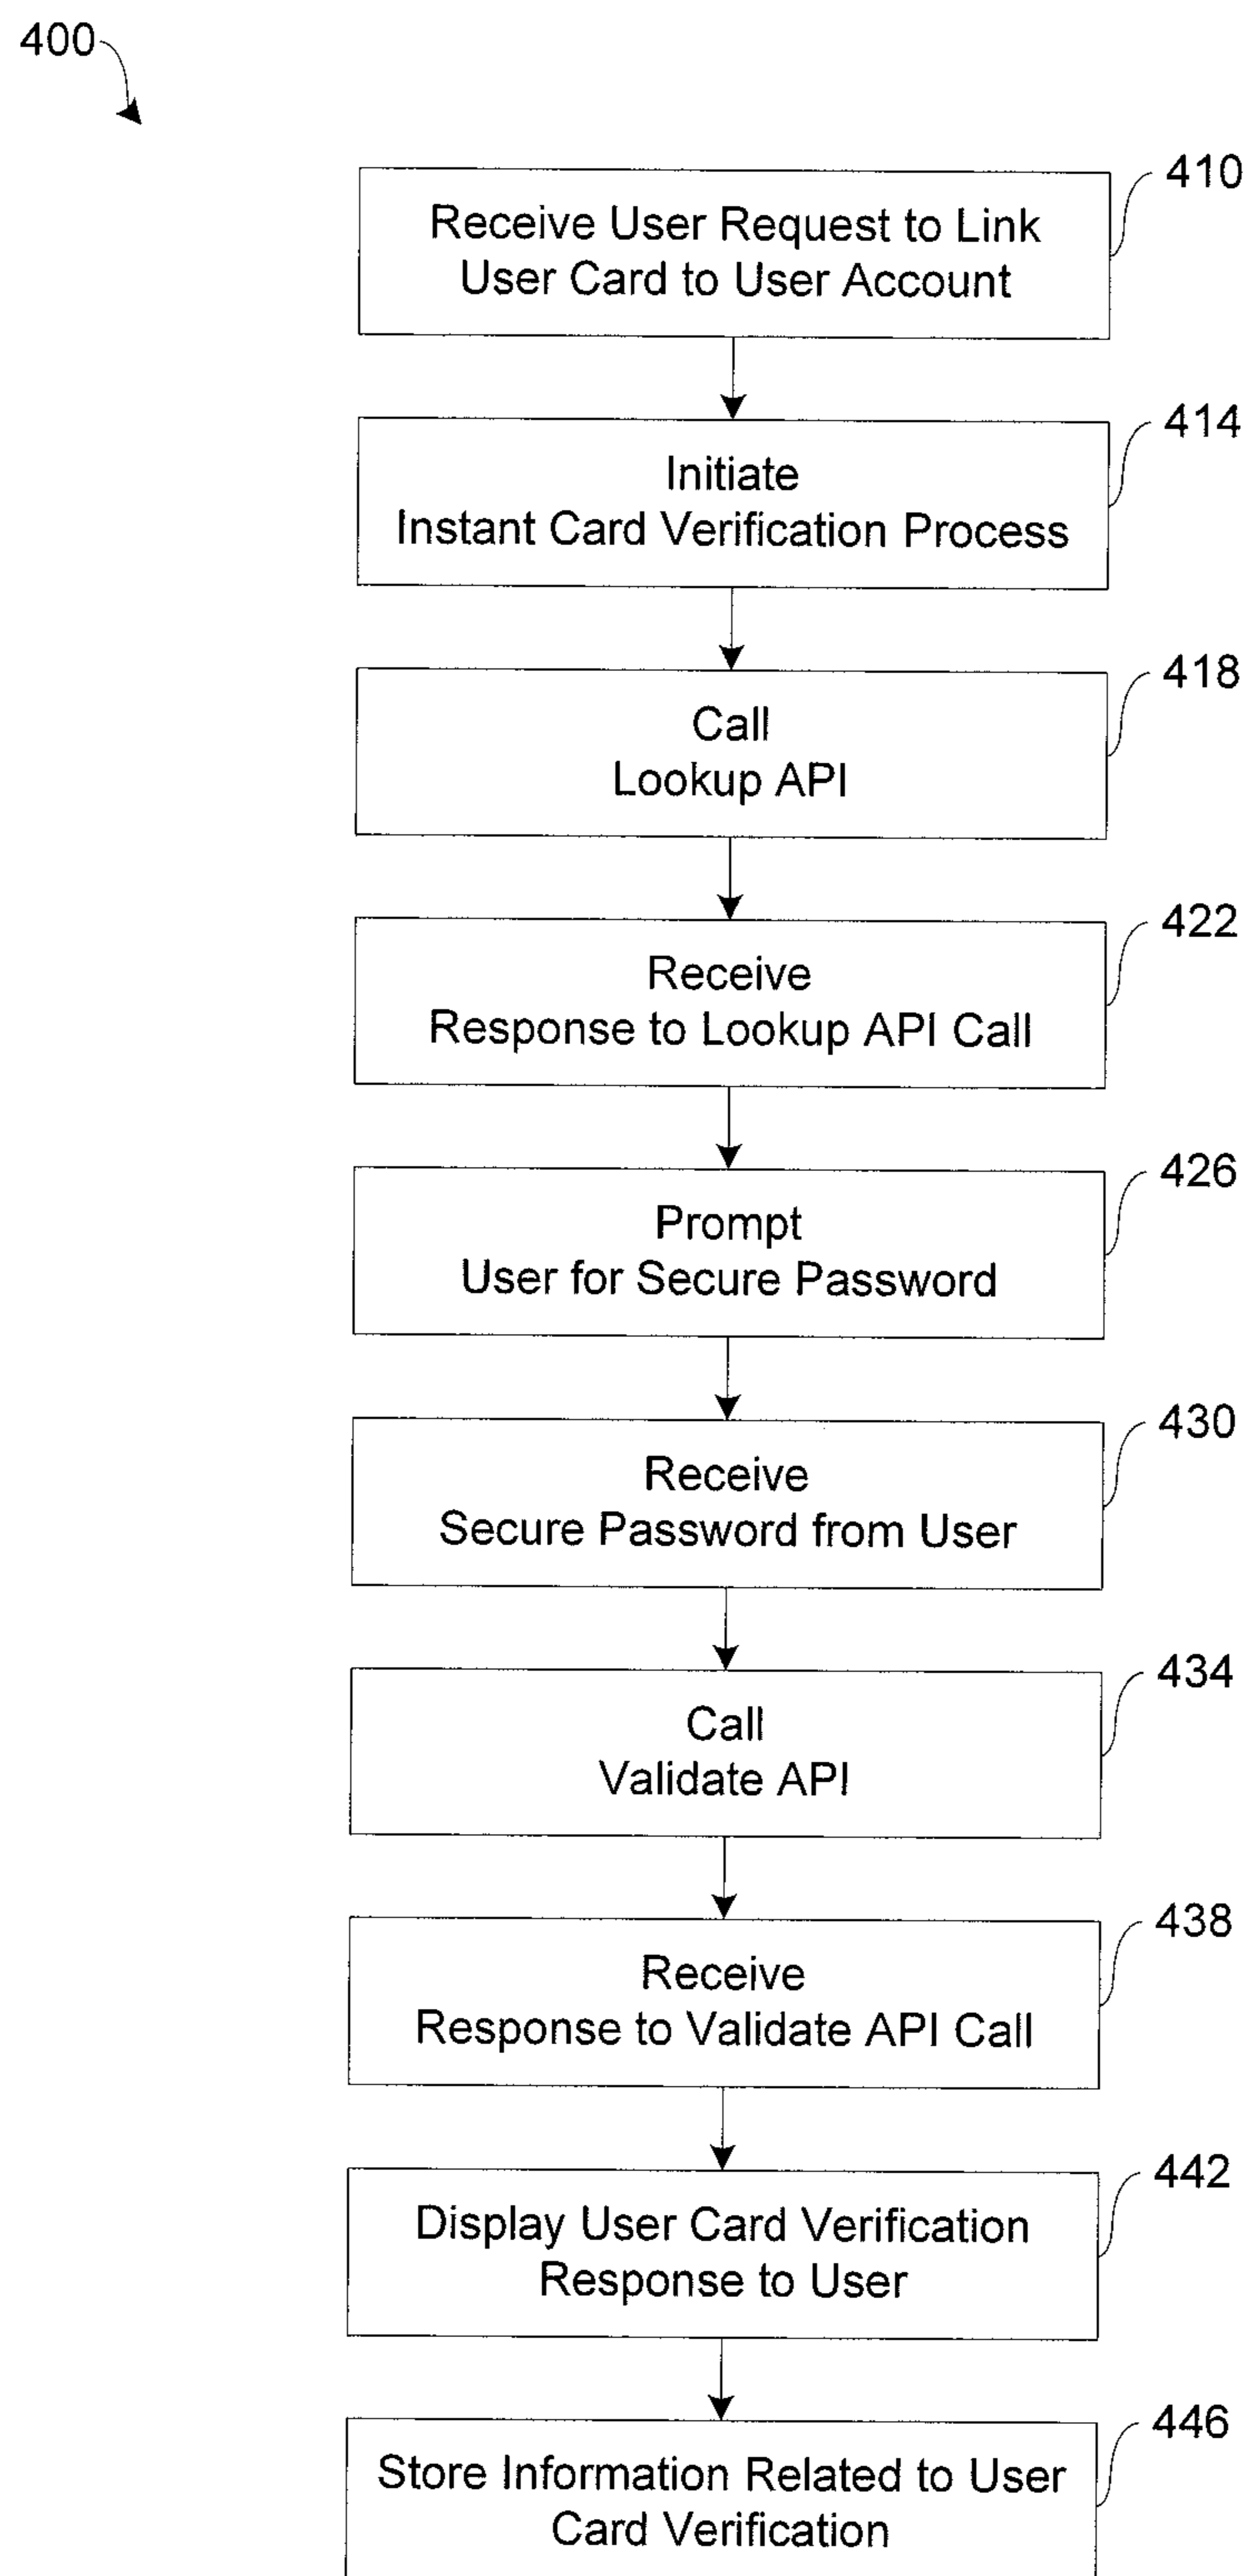 400
410
Receive User Request to Link
User Card to User Account
414
Initiate
Instant Card Verification Process
418
Call
Lookup API
422
Receive
Response to Lookup API Call
426
Prompt
User for Secure Password
430
Receive
Secure Password from User
434
Call
Validate API
438
Receive
Response to Validate API Call
442
Display User Card Verification
Response to User
446
Store Information Related to User
Card Verification